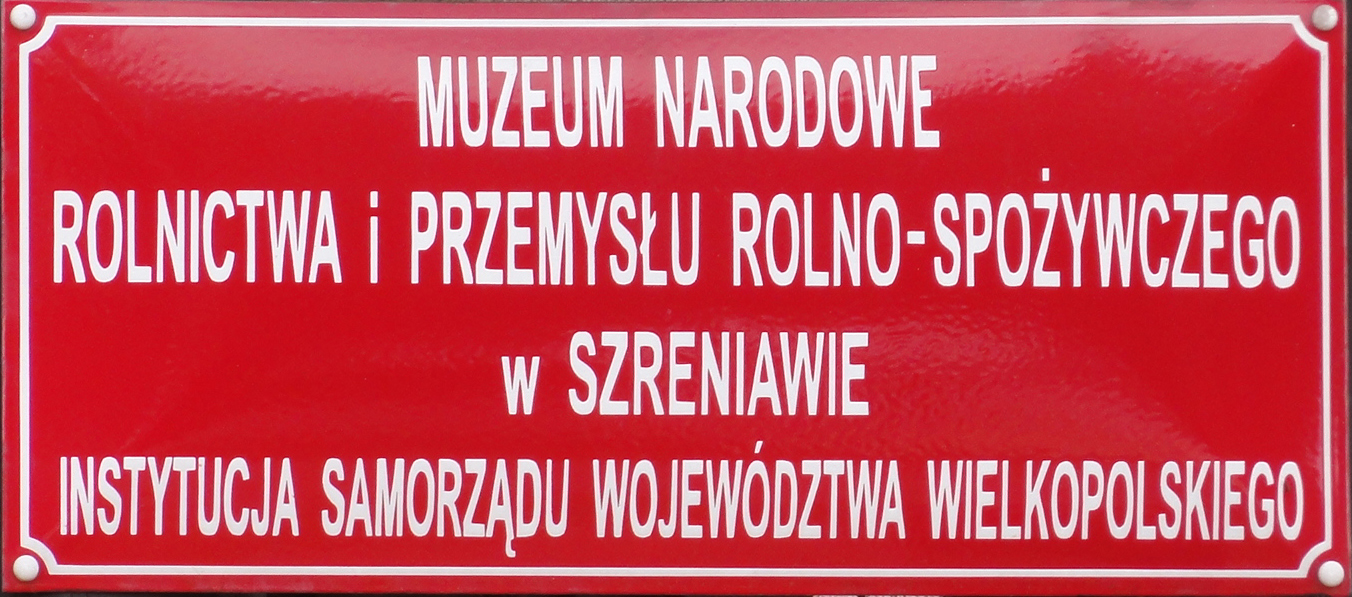 MUZEUM NARODOWE
ROLNICTWA i PRZEMYSŁU ROLNO-SPOŻYWCZEGO
w SZRENIAWIE
INSTYTUCJA SAMORZĄDU WOJEWÓDZTWA WIELKOPOLSKIEGO